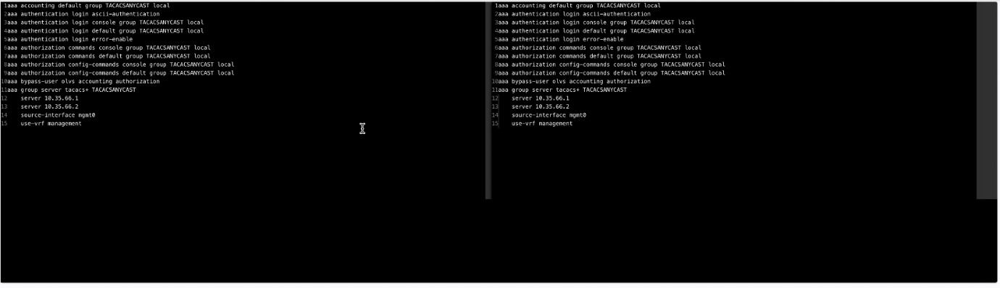 1aaa accounting default group TACACSANYCAST local
2aaa authentication login ascii-authentication
3aaa authentication login console group TACACSANYCAST local
4aaa authentication login default group TACACSANYCAST local
5aaa authentication login error-enable
6aaa authorization commands console group TACACSANYCAST local
7aaa authorization commands default group TACACSANYCAST local
8aaa authorization config-commands console group TACACSANYCAST local
9aaa authorization config-commands default group TACACSANYCAST local
10aaa bypass-user olvs accounting authorization
11aaa group server tacacs+ TACACSANYCAST
12 server 10.35.66.1
13 server 10.35.66.2
14 source-interface mgmt0
15 use-vrf management
1aaa accounting default group TACACSANYCAST local
2aaa authentication login ascii-authentication
3aaa authentication login console group TACACSANYCAST local
4aaa authentication login default group TACACSANYCAST local
5aaa authentication login error-enable
6aaa authorization commands console group TACACSANYCAST local
7aaa authorization commands default group TACACSANYCAST local
8aaa authorization config-commands console group TACACSANYCAST local
9aaa authorization config-commands default group TACACSANYCAST local
10aaa bypass-user olvs accounting authorization
11aaa group server tacacs+ TACACSANYCAST
12 server 10.35.66.1
13 server 10.35.66.2
14 source-interface mgmt0
15 use-vrf management